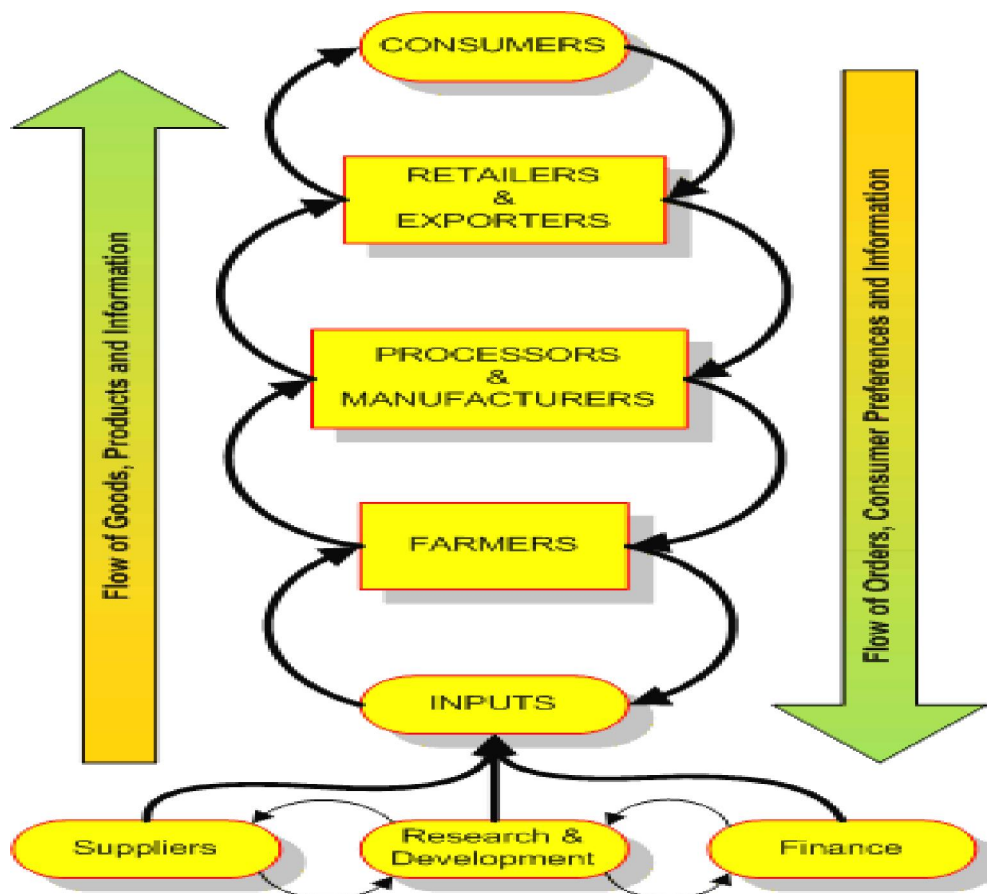 CONSUMERS
RETAILERS
&
EXPORTERS
PROCESSORS
&
MANUFACTURERS
FARMERS
INPUTS
Suppliers
Research &
Development
Finance
Flow of Goods, Products and Information
Flow of Orders, Consumer Preferences and Information